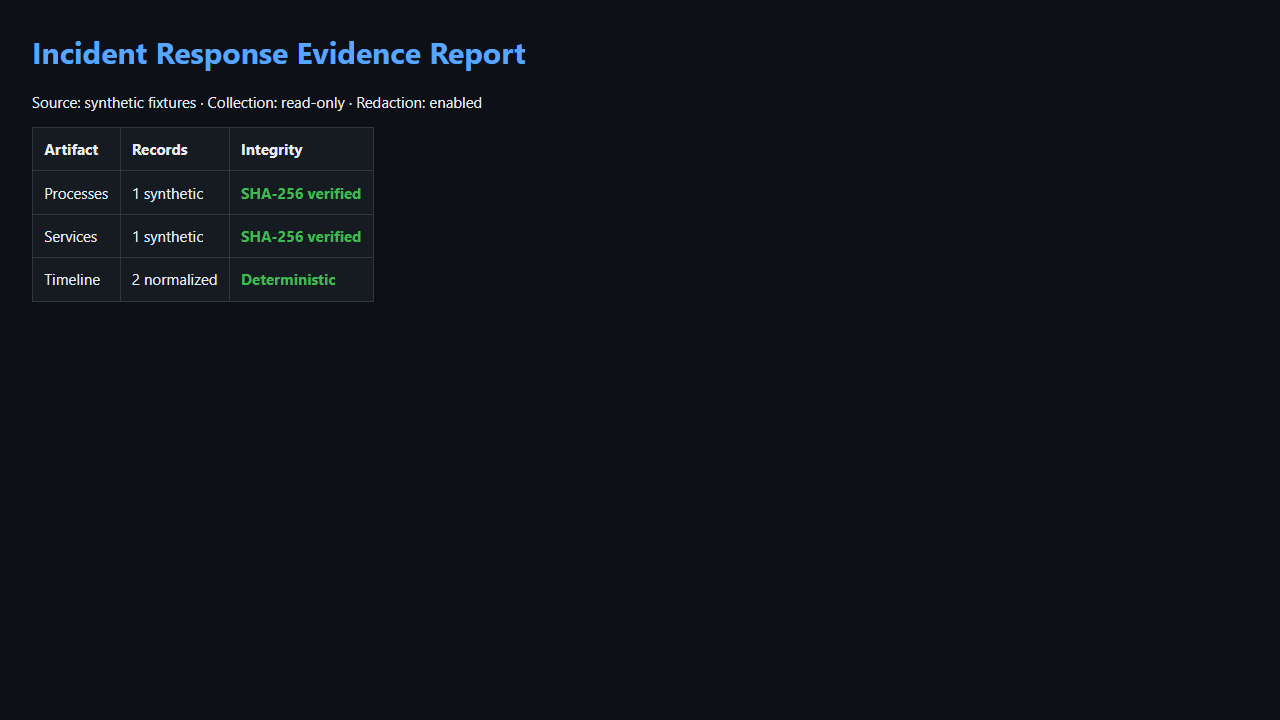 Incident Response Evidence Report
Source: synthetic fixtures · Collection: read-only · Redaction: enabled
Artifact Records Integrity
Processes 1 synthetic SHA-256 verified
Services 1 synthetic SHA-256 verified
Timeline 2 normalized Deterministic